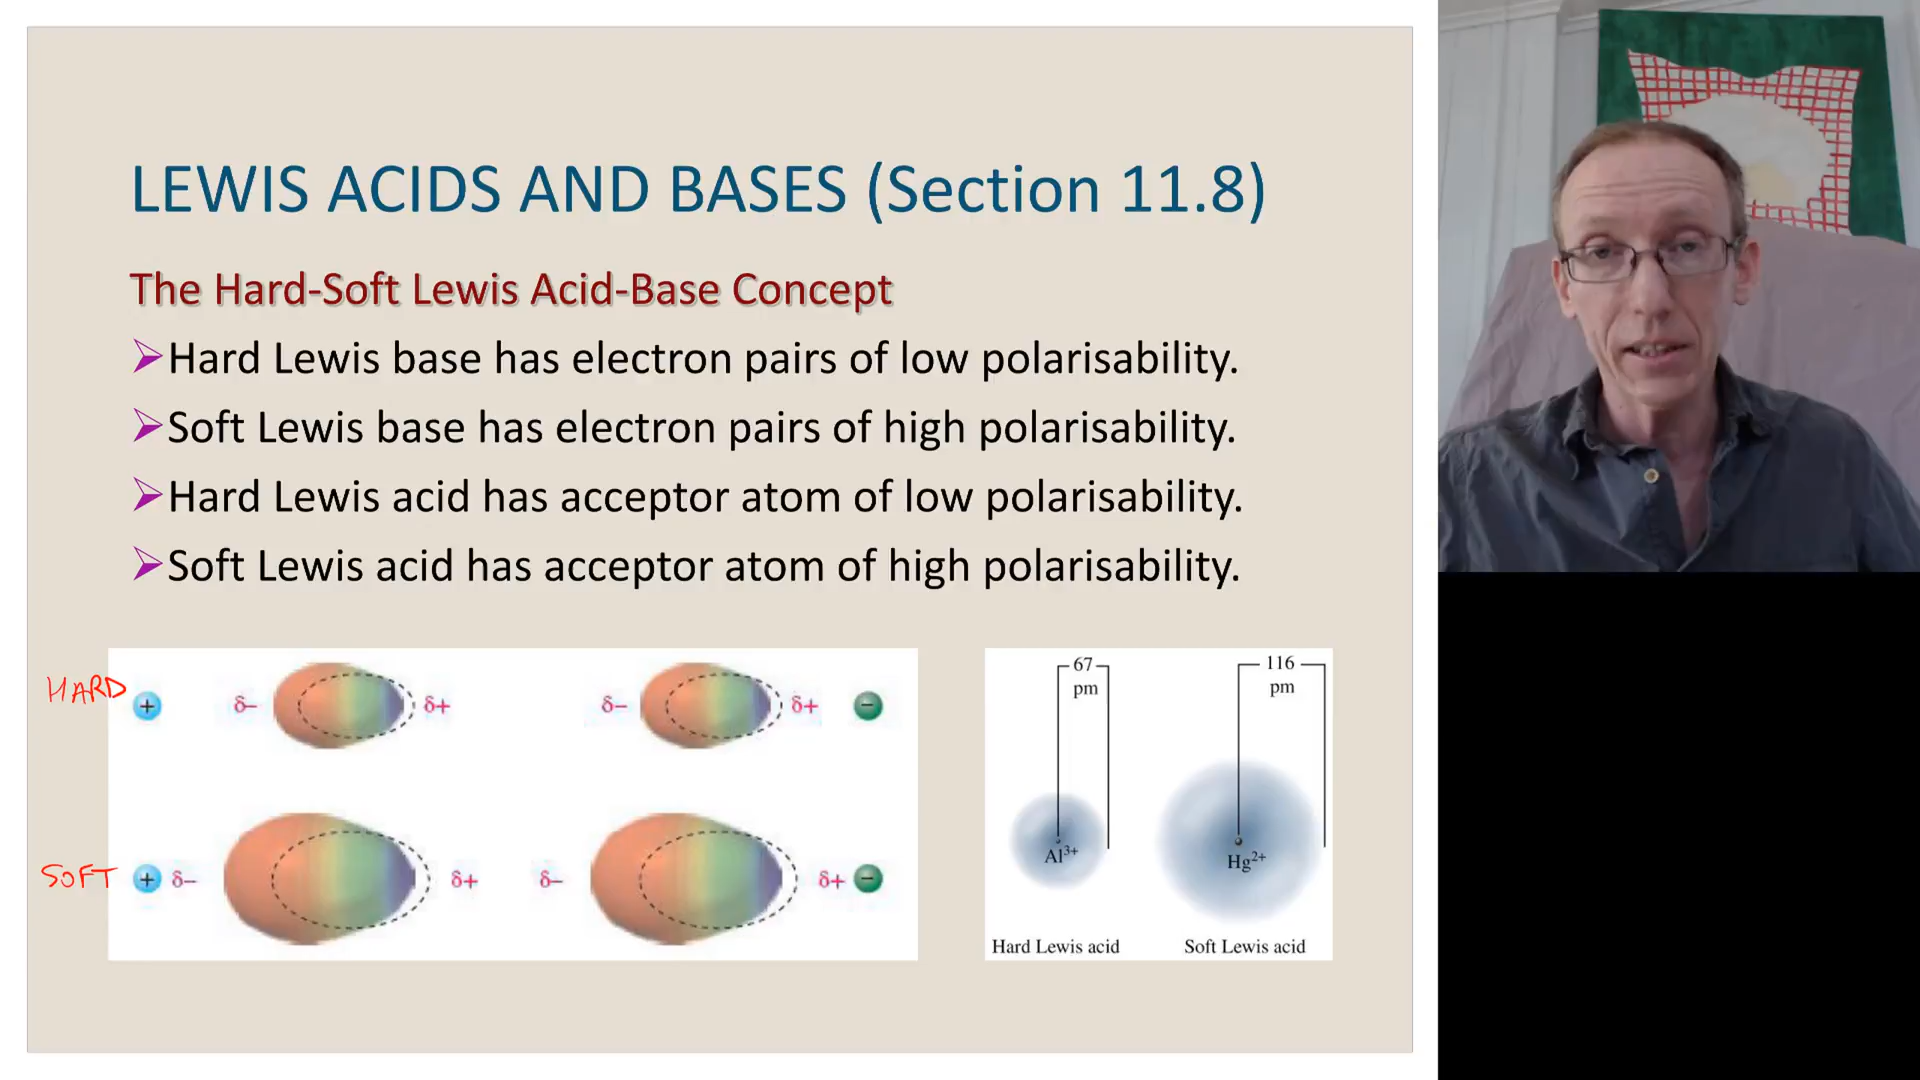 LEWIS ACIDS AND BASES (Section 11.8)
The Hard-Soft Lewis Acid-Base Concept
➢Hard Lewis base has electron pairs of low polarisability.
➢Soft Lewis base has electron pairs of high polarisability.
➢Hard Lewis acid has acceptor atom of low polarisability.
➢Soft Lewis acid has acceptor atom of high polarisability.
HARD + δ− δ+ δ− δ+ −
SOFT + δ− δ+ δ− δ+ −
67 pm
116 pm
Al³⁺
Hg²⁺
Hard Lewis acid
Soft Lewis acid